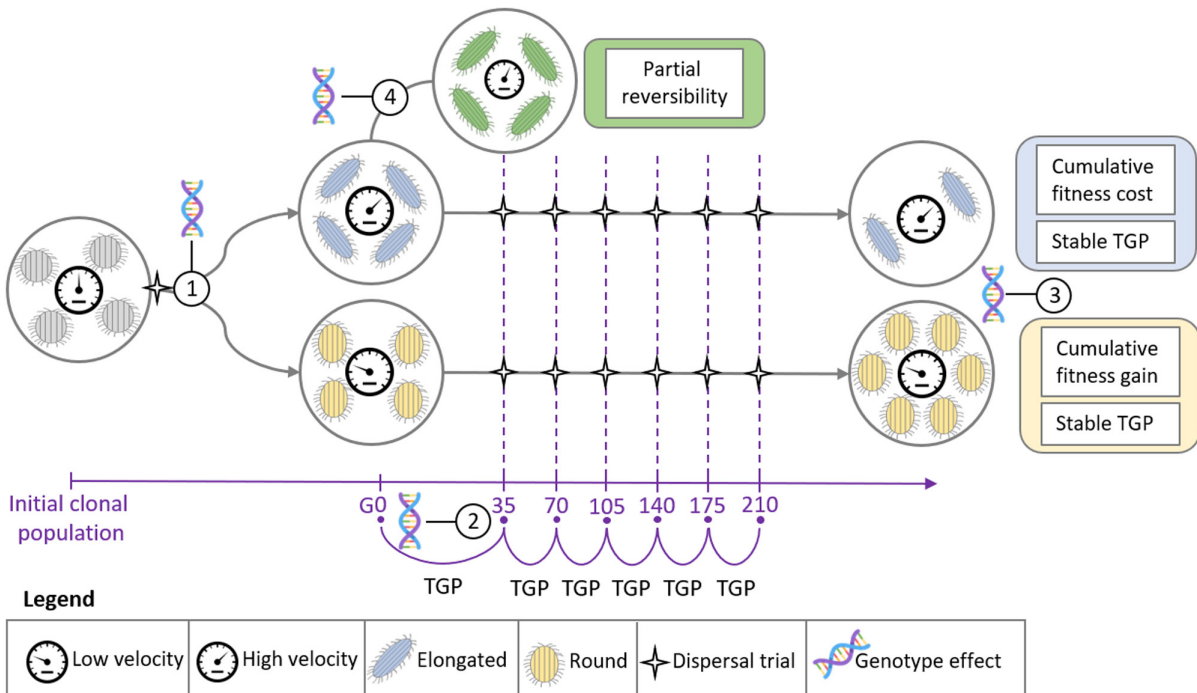 4
Partial
reversibility
1
Cumulative
fitness cost
Stable TGP
3
Cumulative
fitness gain
Stable TGP
Initial clonal
population
G0
35
70
105
140
175
210
2
TGP
TGP
TGP
TGP
TGP
TGP
Legend
Low velocity
High velocity
Elongated
Round
Dispersal trial
Genotype effect